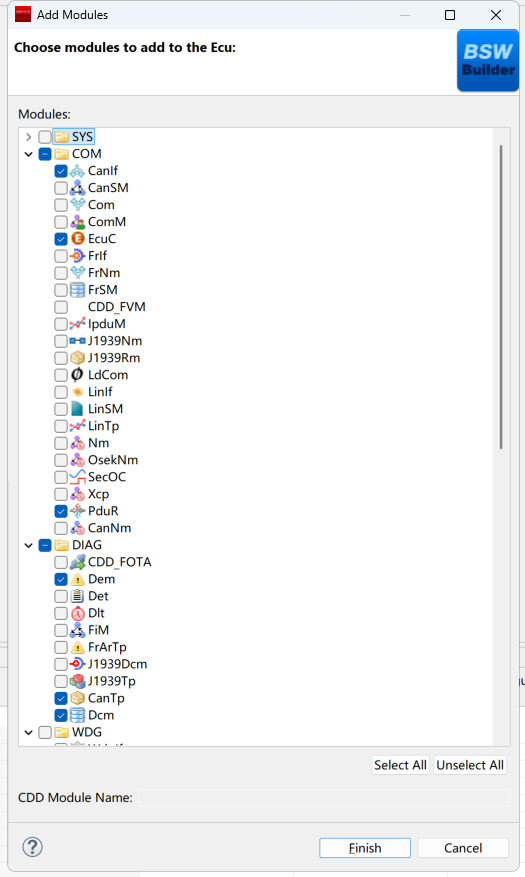 Add Modules
Choose modules to add to the Ecu:
BSW
Builder
Modules:
SYS
COM
CanIf
CanSM
Com
ComM
EcuC
FrIf
FrNm
FrSM
CDD_FVM
IpduM
J1939Nm
J1939Rm
LdCom
LinIf
LinSM
LinTp
Nm
OsekNm
SecOC
Xcp
PduR
CanNm
DIAG
CDD_FOTA
Dem
Det
Dlt
FiM
FrArTp
J1939Dcm
J1939Tp
CanTp
Dcm
WDG
Select All
Unselect All
CDD Module Name:
Finish
Cancel